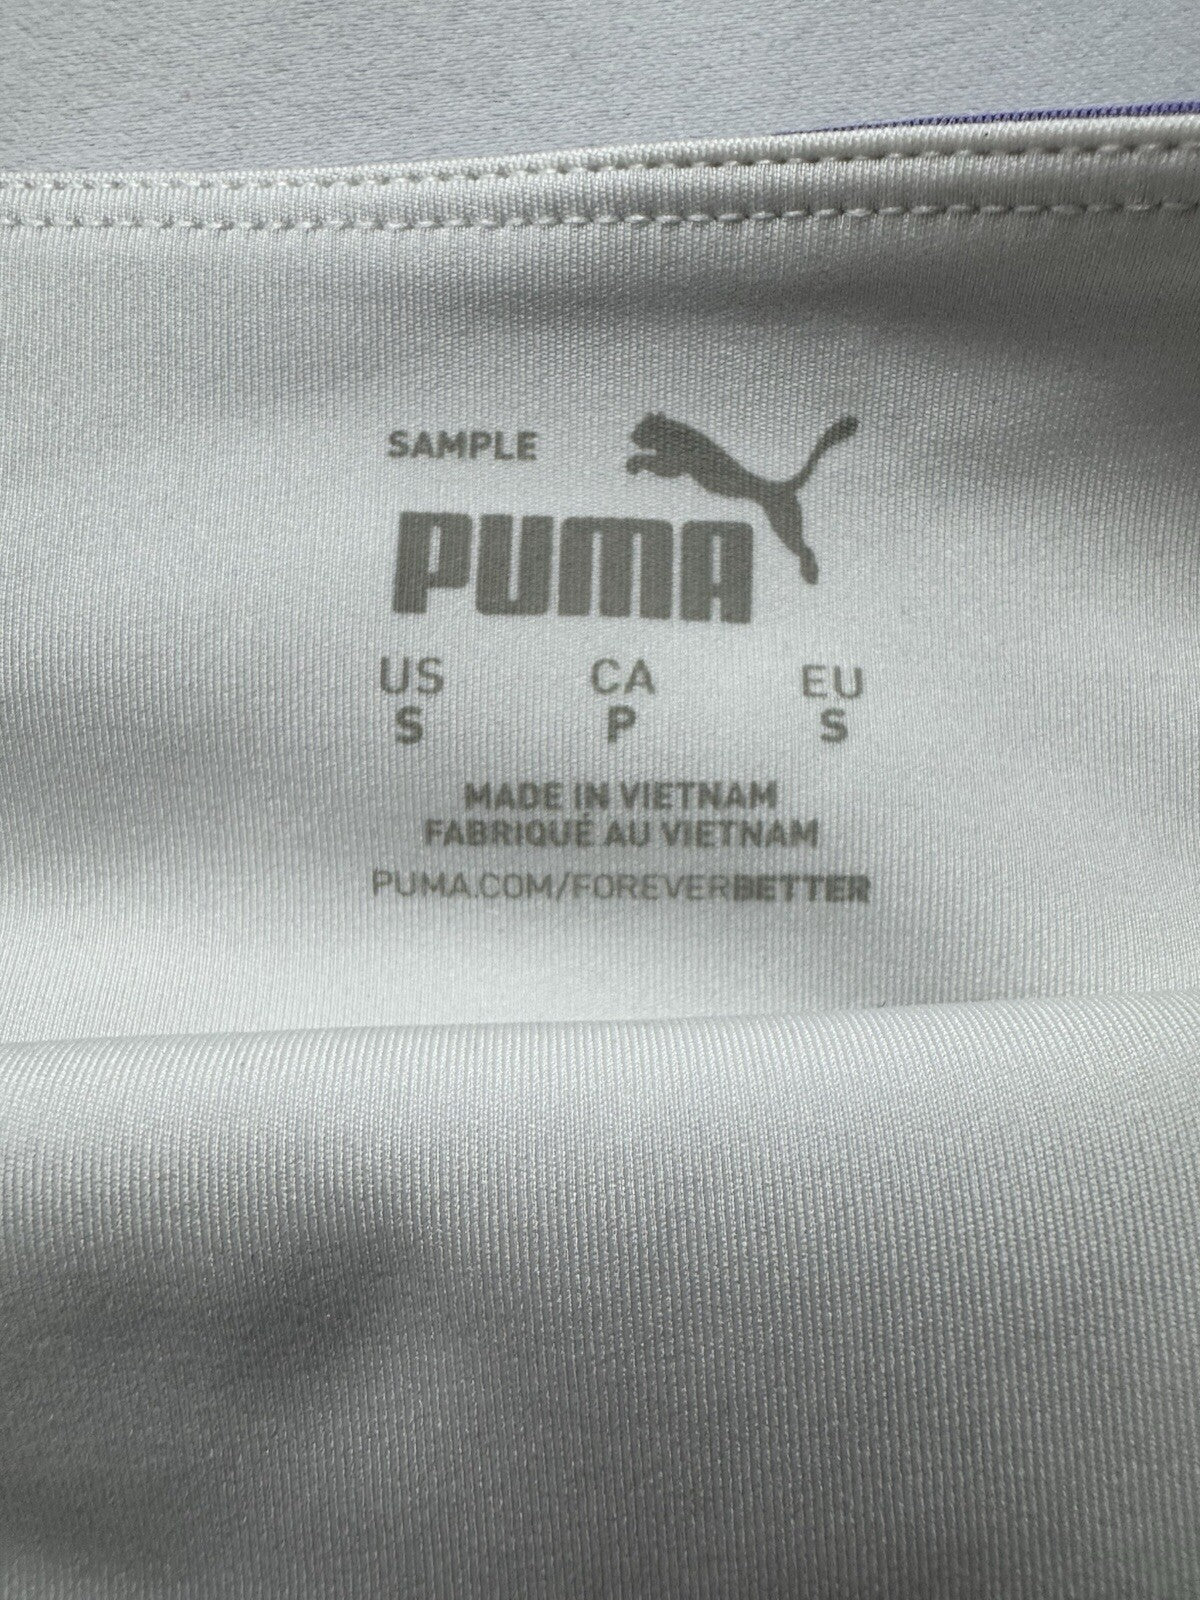 SAMPLE
PUMA
US CA EU
S P S
MADE IN VIETNAM
FABRIQUÉ AU VIETNAM
PUMA.COM/FOREVERBETTER